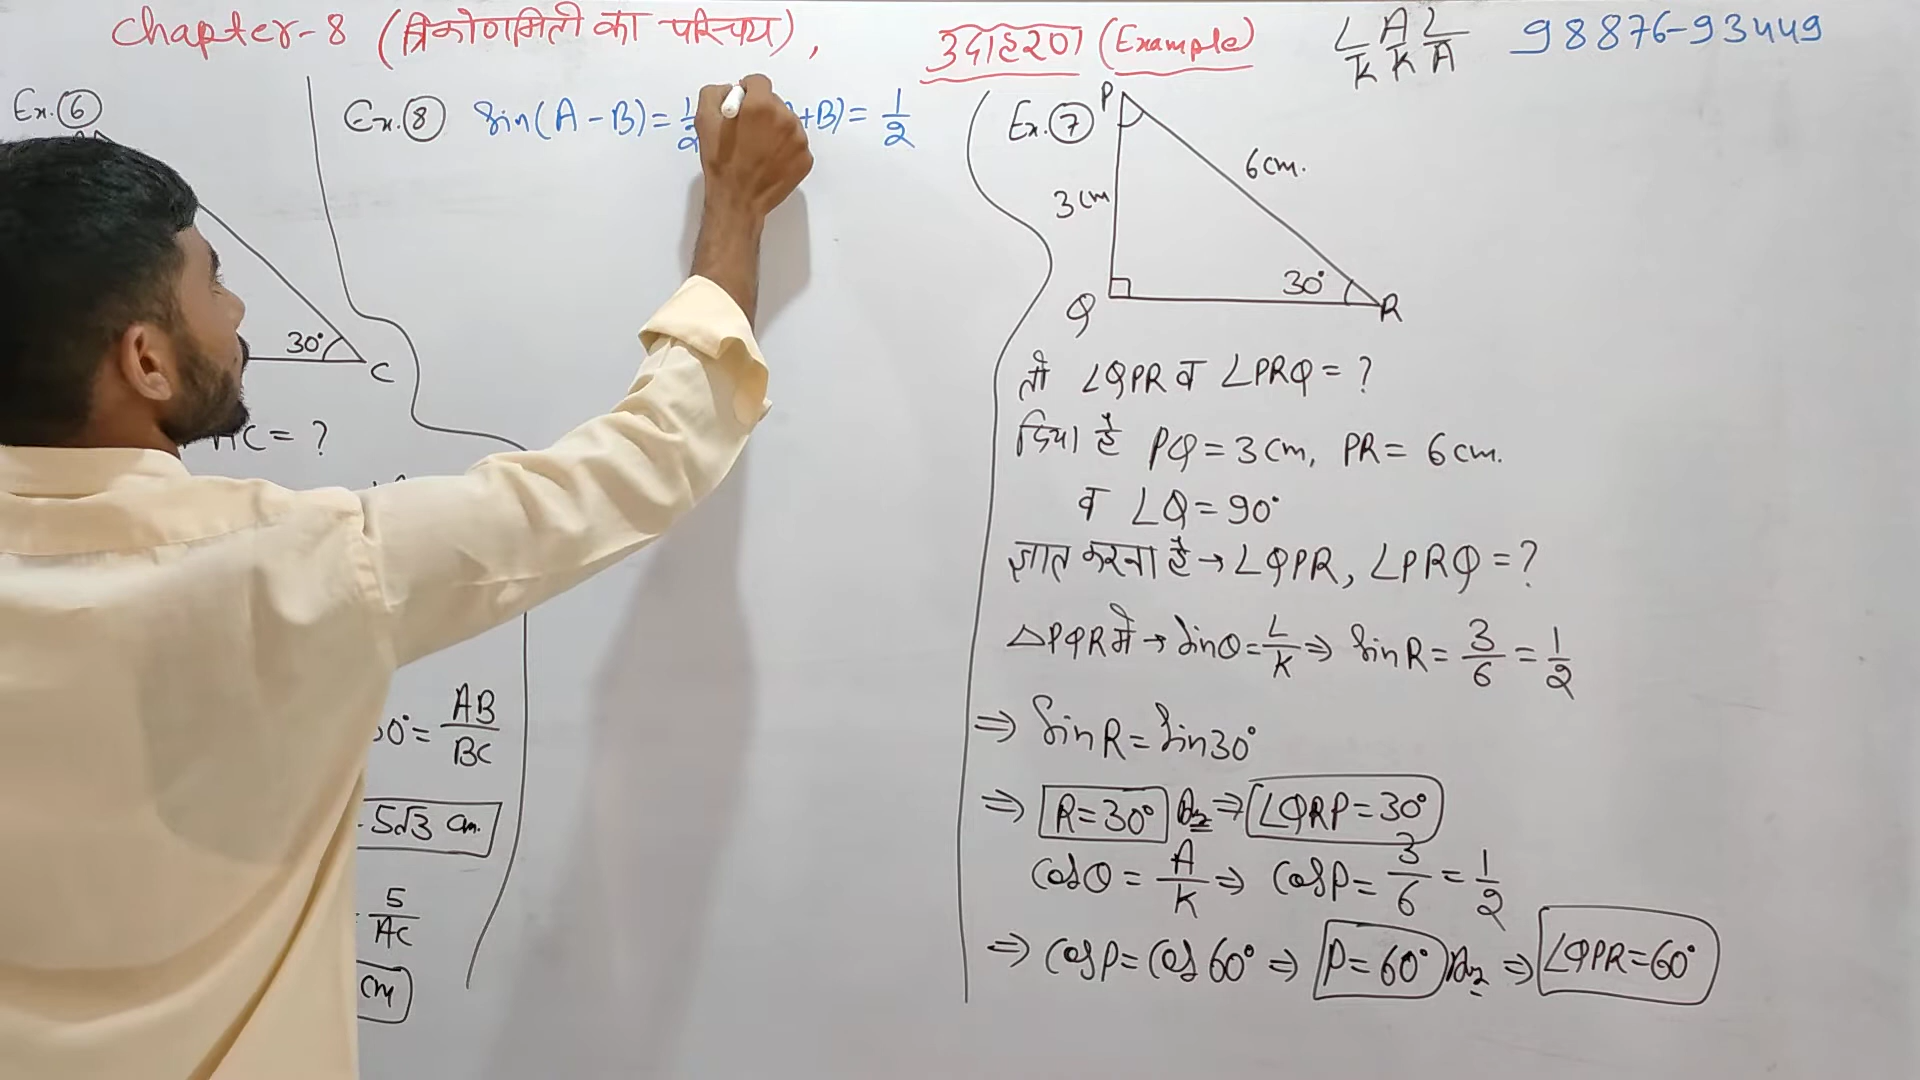 Chapter-8 (त्रिकोणमिती का परिचय), उदाहरण (Example)
L A L
K K A
98876-93449
Ex. 6
30°
C
AC = ?
30° = AB/BC
5√3 cm.
5/AC
cm
Ex. 8 sin(A - B) = 1/2 +B) = 1/2
Ex. 7
P
6cm.
3cm
30°
Q
R
तो ∠QPR व ∠PRQ = ?
दिया है PQ = 3cm, PR = 6cm.
व ∠Q = 90°
ज्ञात करना है → ∠QPR, ∠PRQ = ?
△PQR में → sinθ = L/K ⇒ sinR = 3/6 = 1/2
⇒ sinR = sin30°
⇒ R = 30° ⇒ ∠QRP = 30°
cosθ = A/K ⇒ cosP = 3/6 = 1/2
⇒ cosP = cos60° ⇒ P = 60° ⇒ ∠QPR = 60°